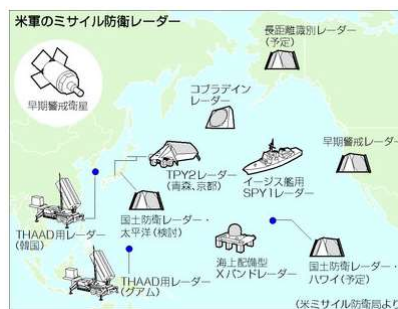 米軍のミサイル防衛レーダー
長距離識別レーダー
(予定)
早期警戒衛星
コブラデイン
レーダー
早期警戒レーダー
TPY2レーダー
(青森、京都)
イージス艦用
SPY1レーダー
THAAD用レーダー
(韓国)
国土防衛レーダー・
太平洋(検討)
海上配備型
Xバンドレーダー
国土防衛レーダー・
ハワイ(予定)
THAAD用レーダー
(グアム)
(米ミサイル防衛局より